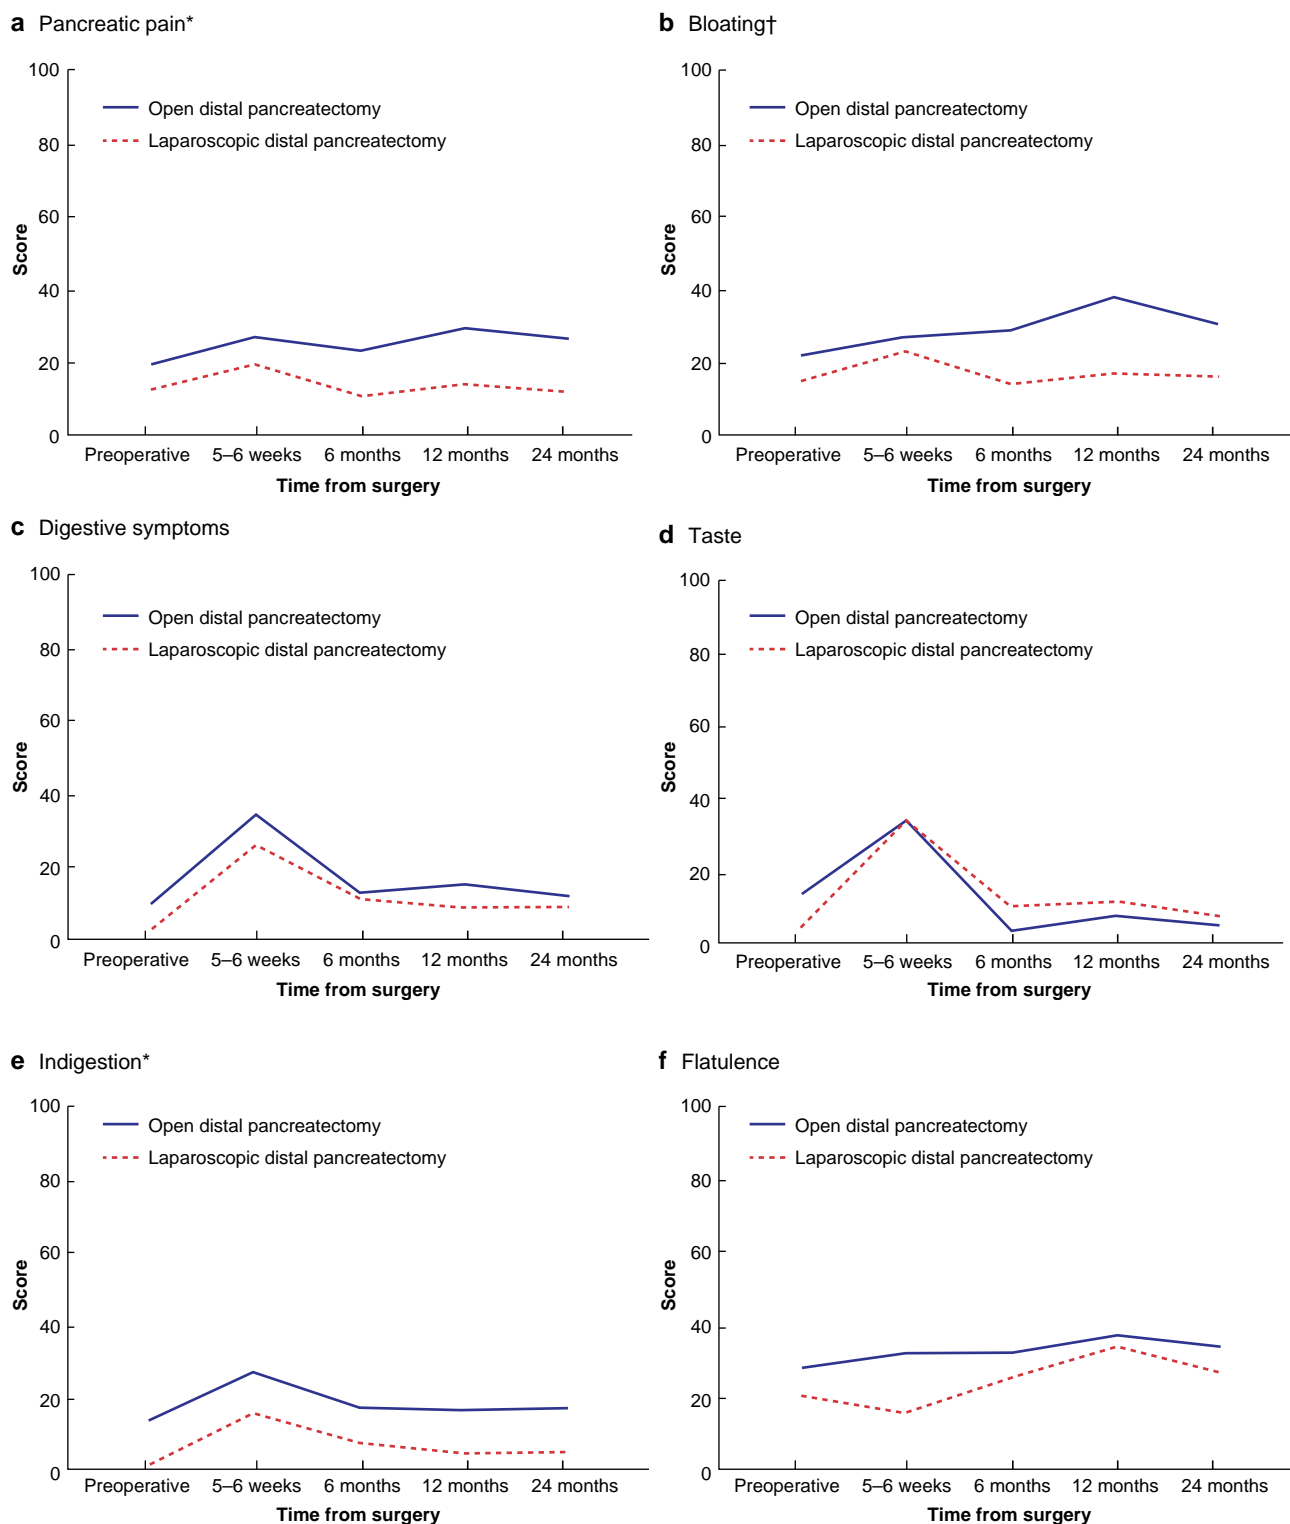 a Pancreatic pain*
100
80
60
40
20
0
Score
Open distal pancreatectomy
Laparoscopic distal pancreatectomy
Preoperative 5–6 weeks 6 months 12 months 24 months
Time from surgery
b Bloating†
100
80
60
40
20
0
Score
Open distal pancreatectomy
Laparoscopic distal pancreatectomy
Preoperative 5–6 weeks 6 months 12 months 24 months
Time from surgery
c Digestive symptoms
100
80
60
40
20
0
Score
Open distal pancreatectomy
Laparoscopic distal pancreatectomy
Preoperative 5–6 weeks 6 months 12 months 24 months
Time from surgery
d Taste
100
80
60
40
20
0
Score
Open distal pancreatectomy
Laparoscopic distal pancreatectomy
Preoperative 5–6 weeks 6 months 12 months 24 months
Time from surgery
e Indigestion*
100
80
60
40
20
0
Score
Open distal pancreatectomy
Laparoscopic distal pancreatectomy
Preoperative 5–6 weeks 6 months 12 months 24 months
Time from surgery
f Flatulence
100
80
60
40
20
0
Score
Open distal pancreatectomy
Laparoscopic distal pancreatectomy
Preoperative 5–6 weeks 6 months 12 months 24 months
Time from surgery